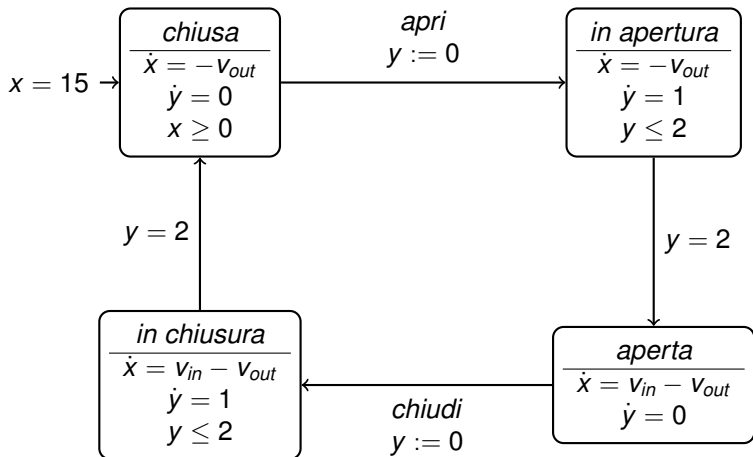 x = 15
chiusa
ẋ = −v_out
ẏ = 0
x ≥ 0
apri
y := 0
in apertura
ẋ = −v_out
ẏ = 1
y ≤ 2
y = 2
y = 2
in chiusura
ẋ = v_in − v_out
ẏ = 1
y ≤ 2
chiudi
y := 0
aperta
ẋ = v_in − v_out
ẏ = 0